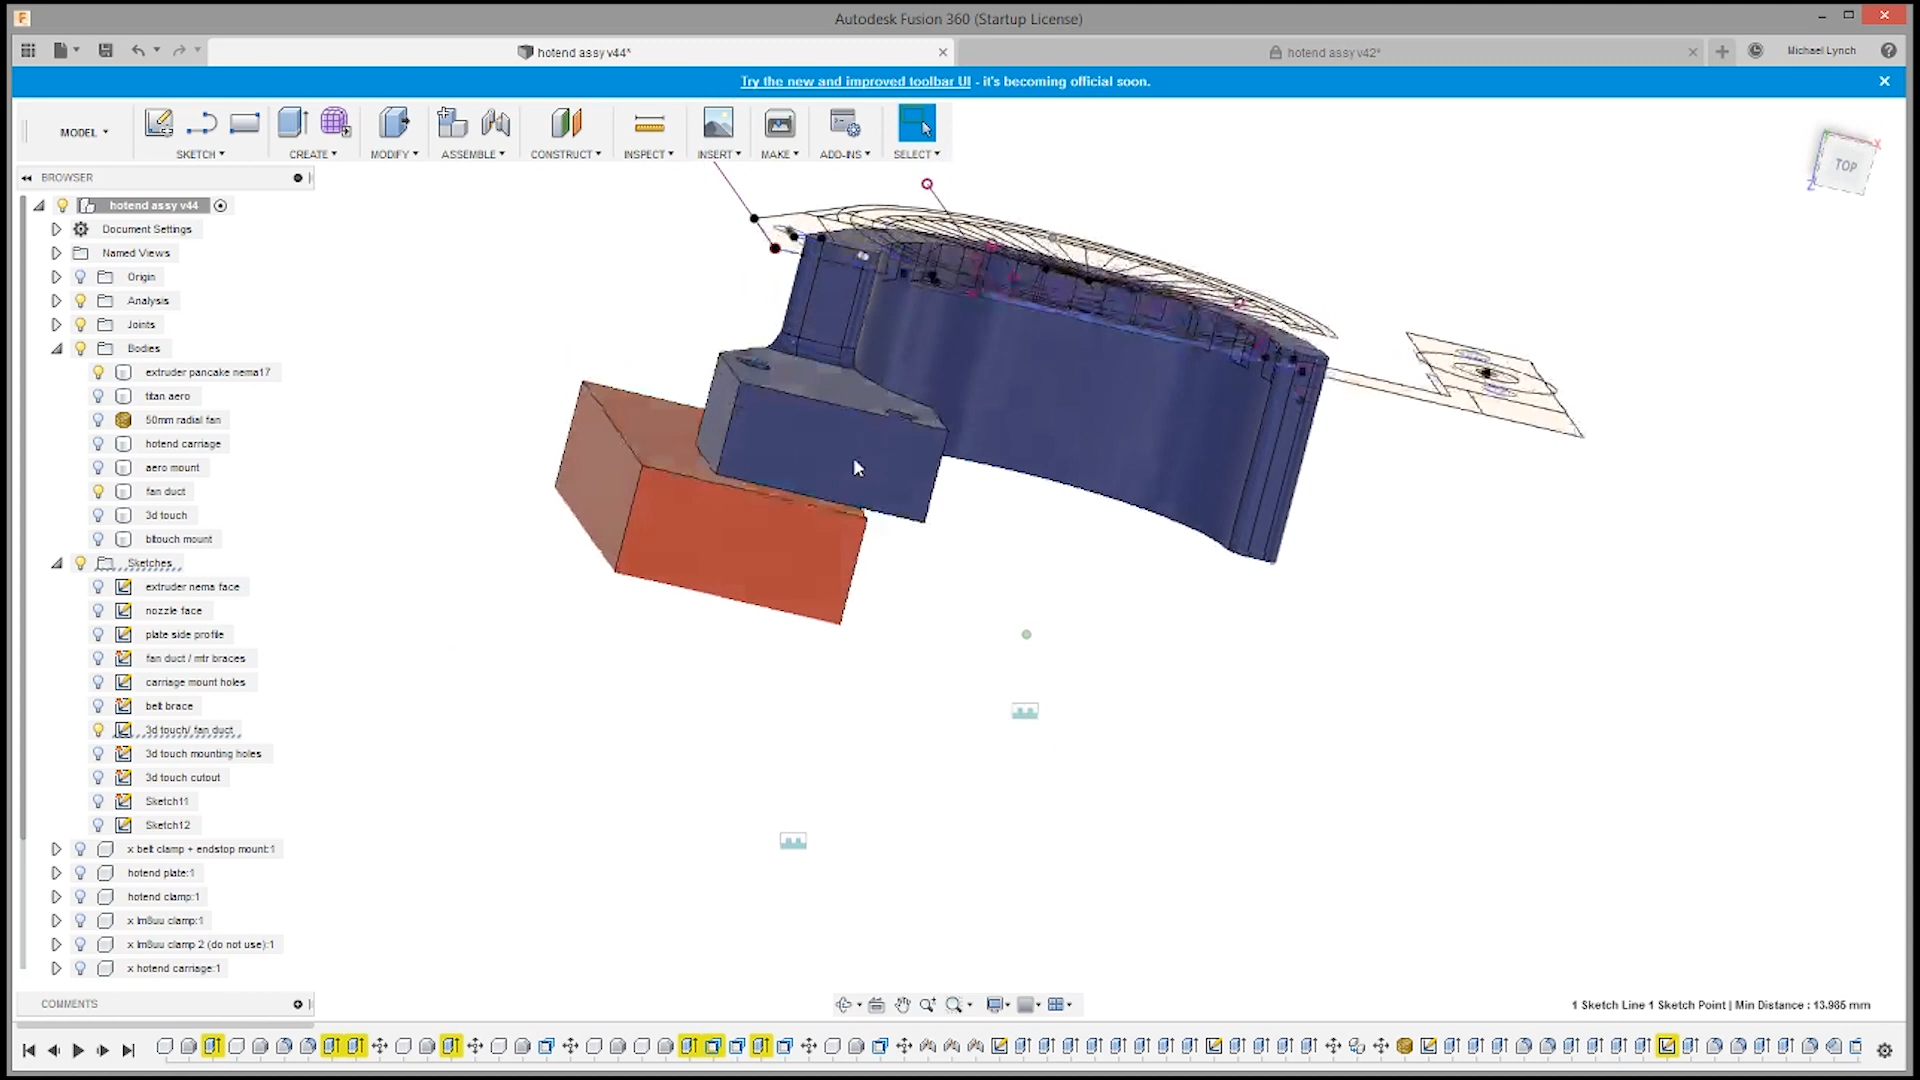 Autodesk Fusion 360 (Startup License)
hotend assy v44*
hotend assy v42*
Michael Lynch
Try the new and improved toolbar UI - it's becoming official soon.
MODEL
SKETCH
CREATE
MODIFY
ASSEMBLE
CONSTRUCT
INSPECT
INSERT
MAKE
ADD-INS
SELECT
TOP
X
Z
BROWSER
hotend assy v44
Document Settings
Named Views
Origin
Analysis
Joints
Bodies
extruder pancake nema17
titan aero
50mm radial fan
hotend carriage
aero mount
fan duct
3d touch
bltouch mount
Sketches
extruder nema face
nozzle face
plate side profile
fan duct / mtr braces
carriage mount holes
belt brace
3d touch/ fan duct
3d touch mounting holes
3d touch cutout
Sketch11
Sketch12
x belt clamp + endstop mount:1
hotend plate:1
hotend clamp:1
x lm8uu clamp:1
x lm8uu clamp 2 (do not use):1
x hotend carriage:1
COMMENTS
1 Sketch Line 1 Sketch Point | Min Distance : 13.985 mm